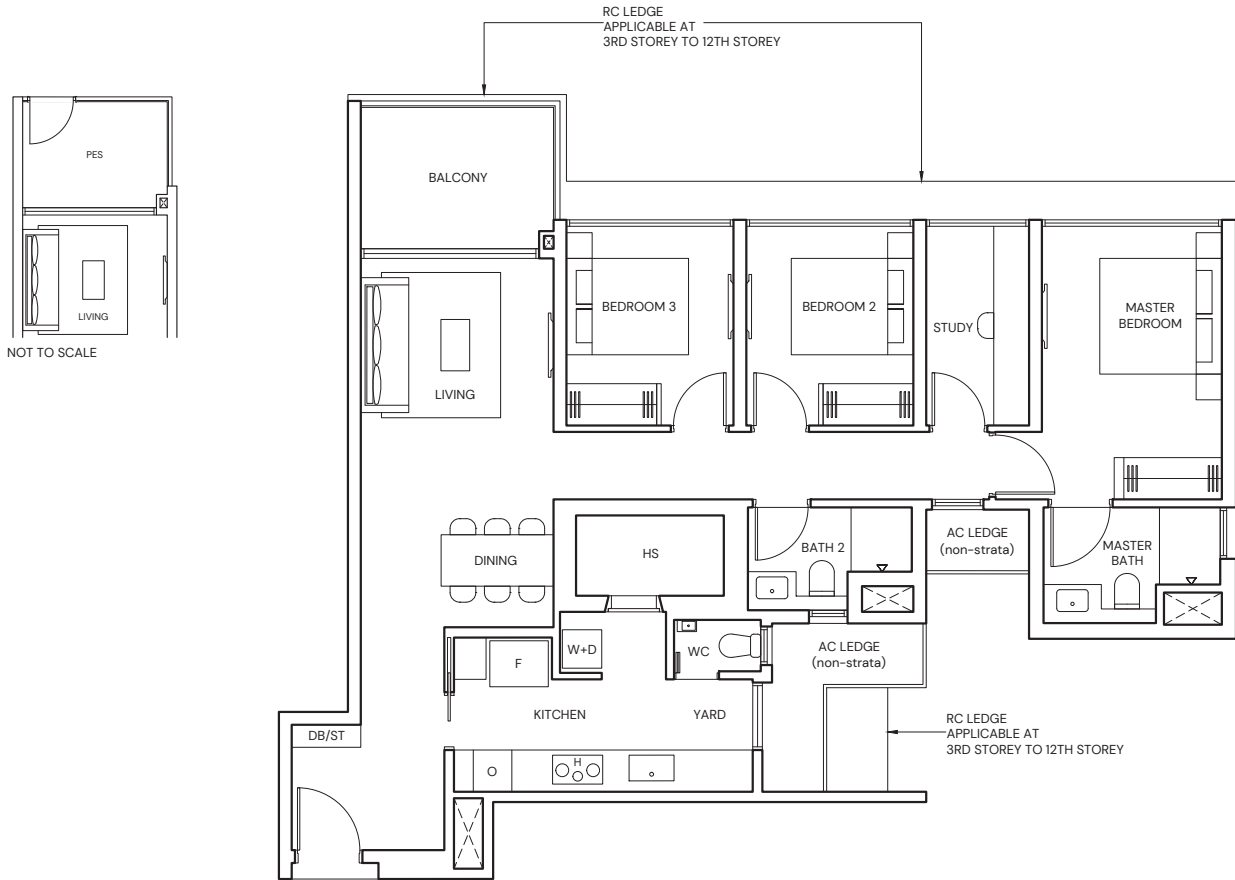 RC LEDGE
APPLICABLE AT
3RD STOREY TO 12TH STOREY
PES
LIVING
NOT TO SCALE
BALCONY
BEDROOM 3
BEDROOM 2
STUDY
MASTER
BEDROOM
LIVING
DINING
HS
BATH 2
AC LEDGE
(non-strata)
MASTER
BATH
W+D
WC
F
AC LEDGE
(non-strata)
KITCHEN
YARD
DB/ST
O
H
RC LEDGE
APPLICABLE AT
3RD STOREY TO 12TH STOREY